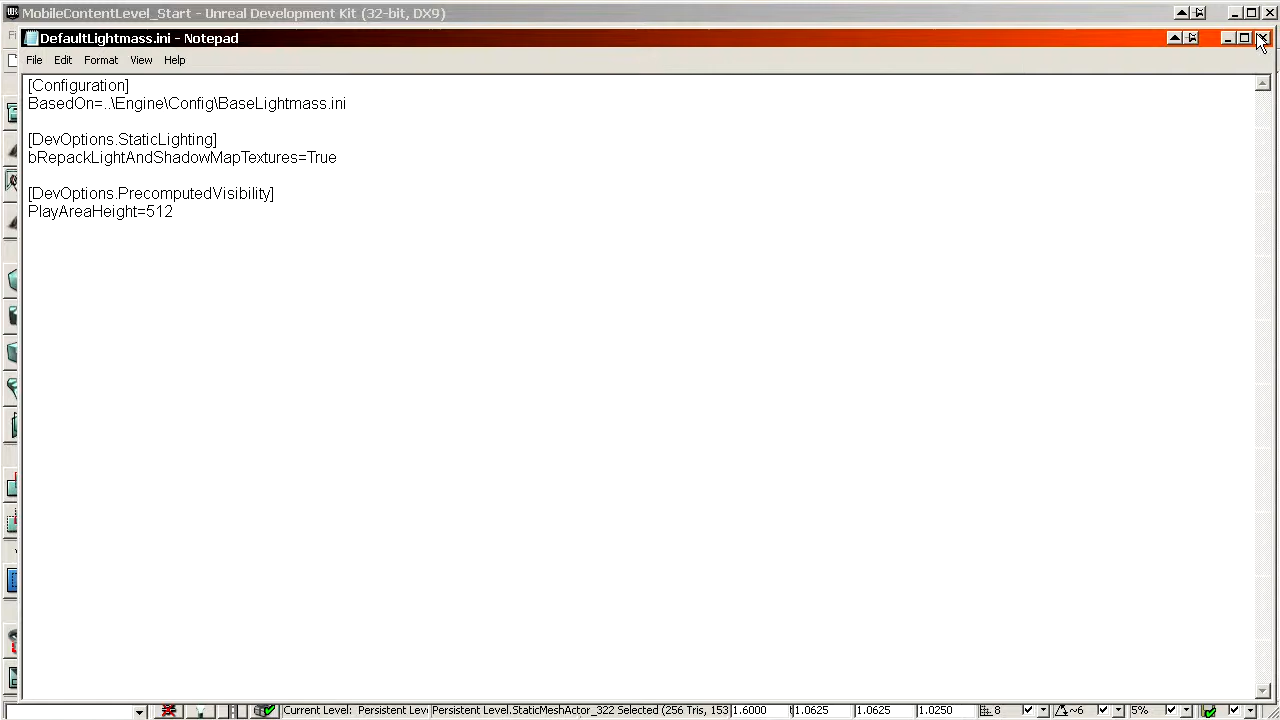 MobileContentLevel_Start - Unreal Development Kit (32-bit, DX9)
DefaultLightmass.ini - Notepad
File Edit Format View Help
[Configuration]
BasedOn=..\Engine\Config\BaseLightmass.ini
[DevOptions.StaticLighting]
bRepackLightAndShadowMapTextures=True
[DevOptions.PrecomputedVisibility]
PlayAreaHeight=512
Current Level: Persistent Persistent Level.StaticMeshActor_322 Selected (256 Tris, 153 1.6000 1.0625 1.0625 1.0250 8 ~6 5%